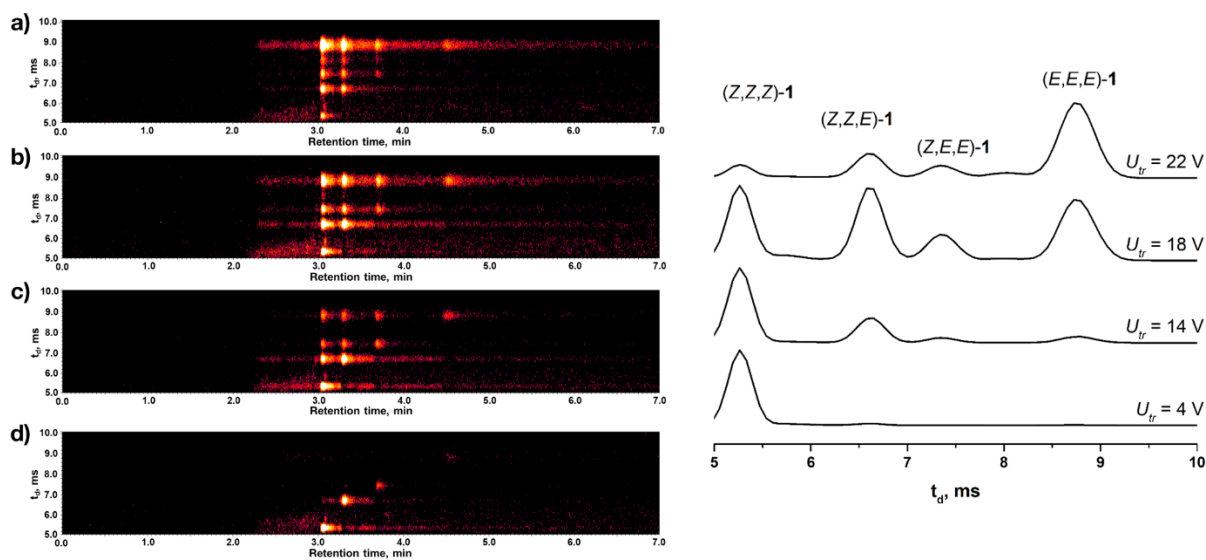 a)
10.0
9.0
8.0
7.0
6.0
5.0
t_d, ms
0.0 1.0 2.0 3.0 4.0 5.0 6.0 7.0
Retention time, min
b)
10.0
9.0
8.0
7.0
6.0
5.0
t_d, ms
0.0 1.0 2.0 3.0 4.0 5.0 6.0 7.0
Retention time, min
c)
10.0
9.0
8.0
7.0
6.0
5.0
t_d, ms
0.0 1.0 2.0 3.0 4.0 5.0 6.0 7.0
Retention time, min
d)
10.0
9.0
8.0
7.0
6.0
5.0
t_d, ms
0.0 1.0 2.0 3.0 4.0 5.0 6.0 7.0
Retention time, min
(Z,Z,Z)-1
(Z,Z,E)-1
(Z,E,E)-1
(E,E,E)-1
U_tr = 22 V
U_tr = 18 V
U_tr = 14 V
U_tr = 4 V
5 6 7 8 9 10
t_d, ms